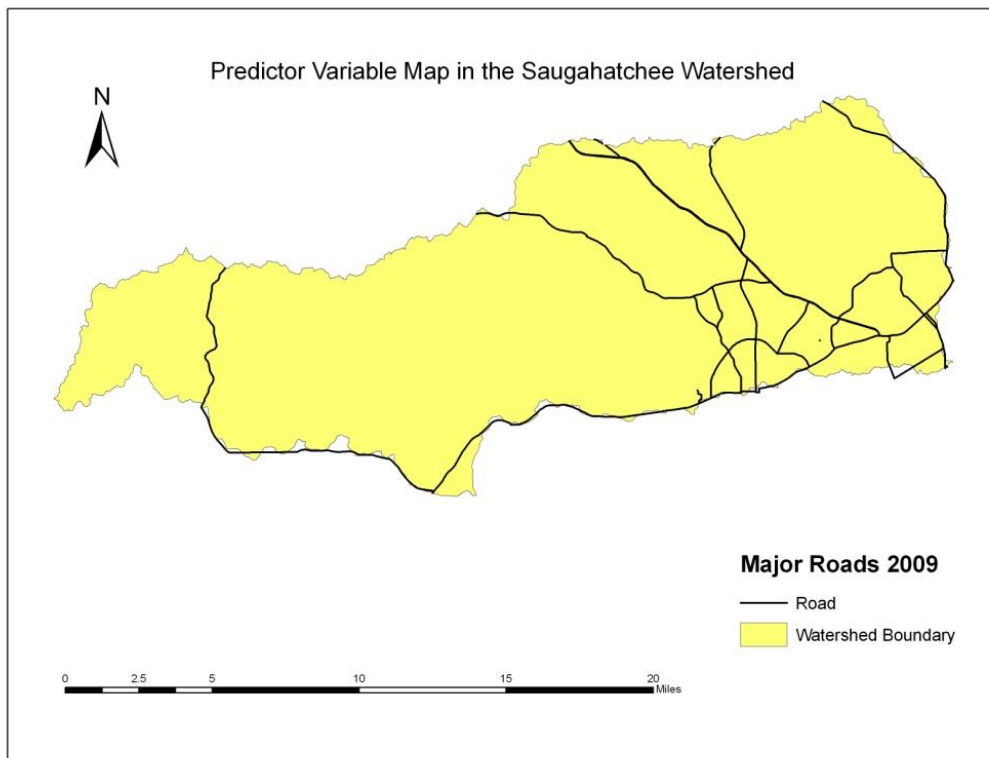 Predictor Variable Map in the Saugahatchee Watershed
N
Major Roads 2009
Road
Watershed Boundary
0 2.5 5 10 15 20
Miles